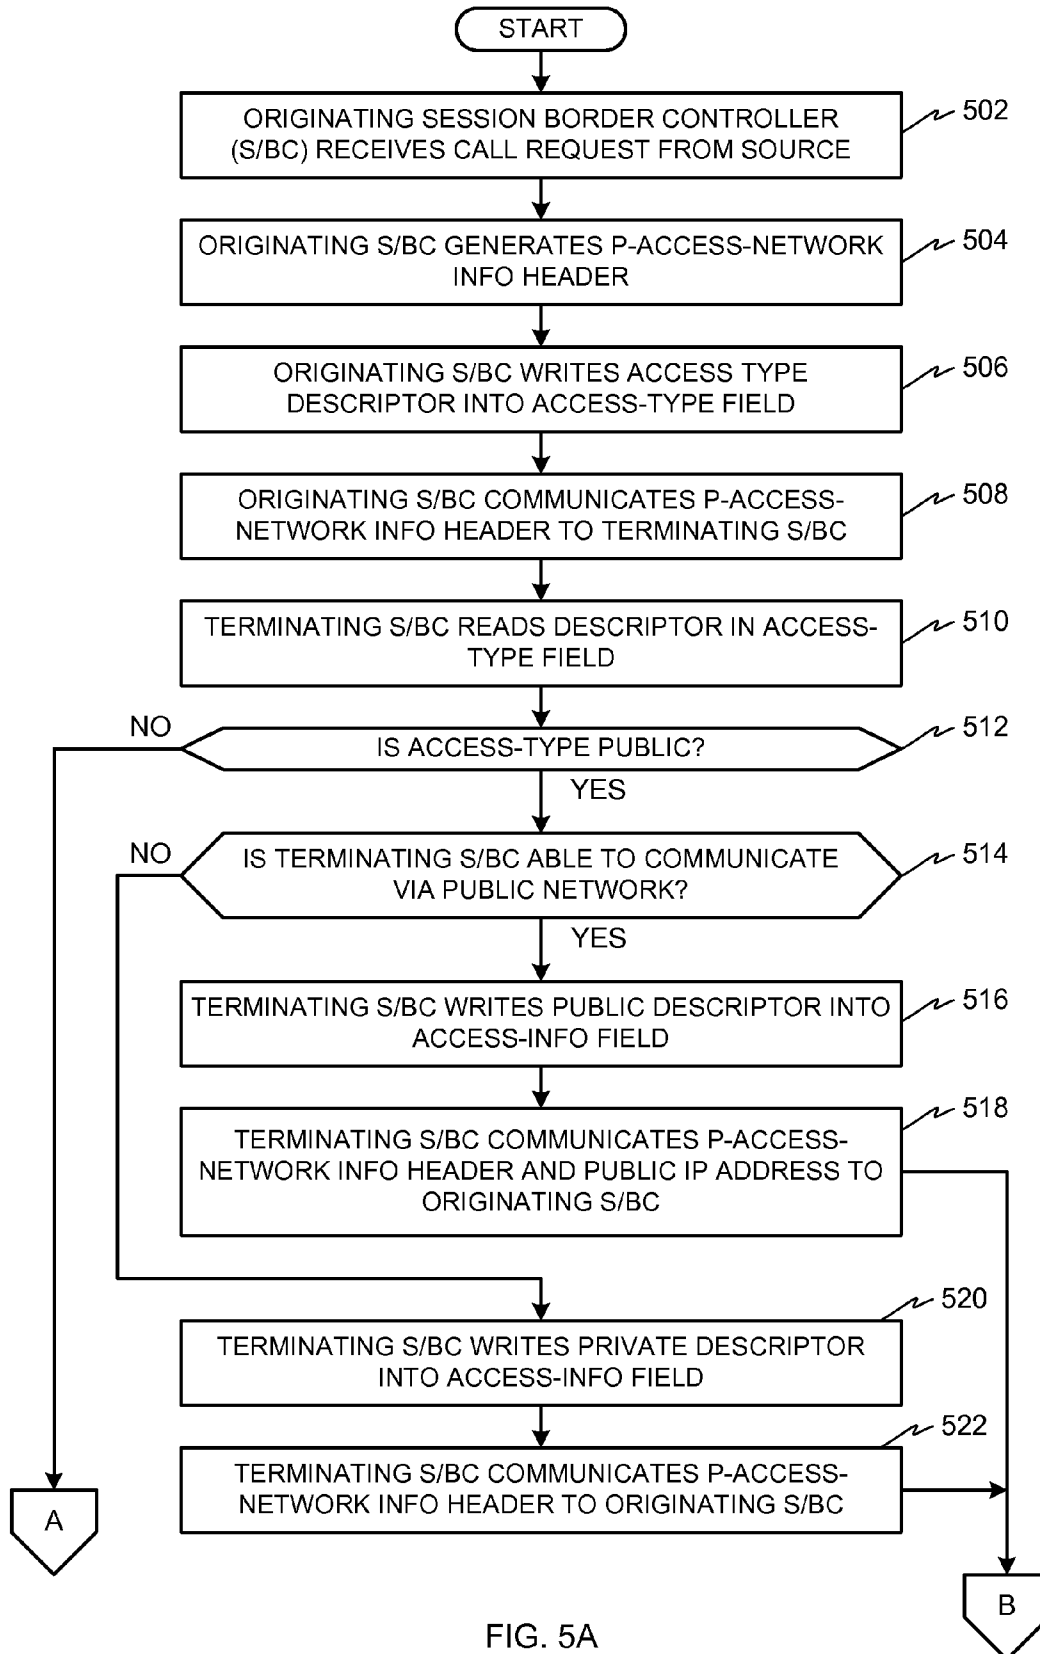 START
ORIGINATING SESSION BORDER CONTROLLER
(S/BC) RECEIVES CALL REQUEST FROM SOURCE
502
ORIGINATING S/BC GENERATES P-ACCESS-NETWORK
INFO HEADER
504
ORIGINATING S/BC WRITES ACCESS TYPE
DESCRIPTOR INTO ACCESS-TYPE FIELD
506
ORIGINATING S/BC COMMUNICATES P-ACCESS-
NETWORK INFO HEADER TO TERMINATING S/BC
508
TERMINATING S/BC READS DESCRIPTOR IN ACCESS-
TYPE FIELD
510
NO
IS ACCESS-TYPE PUBLIC?
512
YES
NO
IS TERMINATING S/BC ABLE TO COMMUNICATE
VIA PUBLIC NETWORK?
514
YES
TERMINATING S/BC WRITES PUBLIC DESCRIPTOR INTO
ACCESS-INFO FIELD
516
TERMINATING S/BC COMMUNICATES P-ACCESS-
NETWORK INFO HEADER AND PUBLIC IP ADDRESS TO
ORIGINATING S/BC
518
TERMINATING S/BC WRITES PRIVATE DESCRIPTOR
INTO ACCESS-INFO FIELD
520
TERMINATING S/BC COMMUNICATES P-ACCESS-
NETWORK INFO HEADER TO ORIGINATING S/BC
522
A
B
FIG. 5A